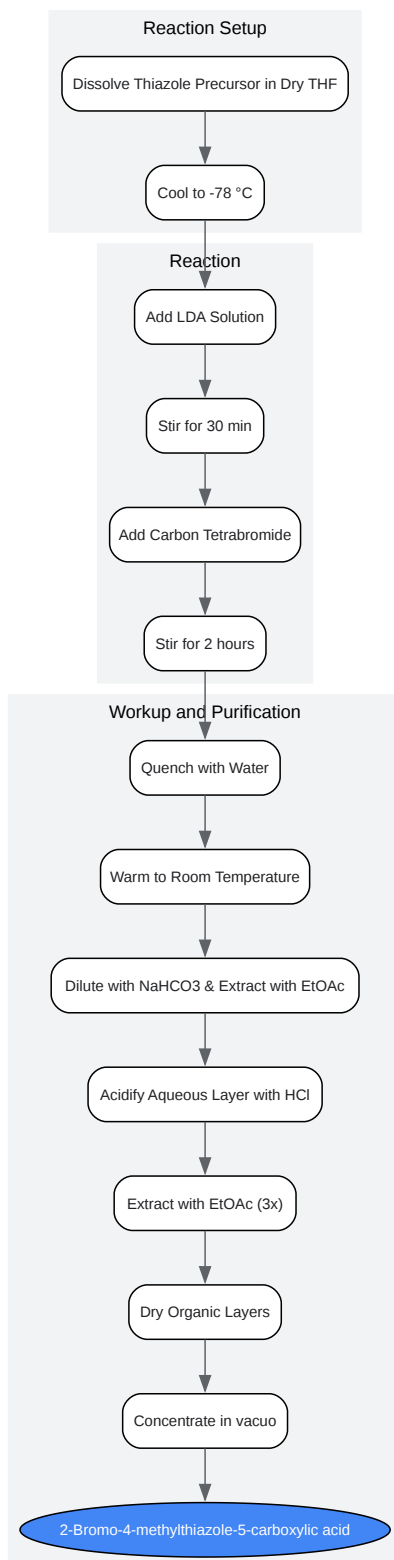 Reaction Setup
Dissolve Thiazole Precursor in Dry THF
Cool to -78 °C
Reaction
Add LDA Solution
Stir for 30 min
Add Carbon Tetrabromide
Stir for 2 hours
Workup and Purification
Quench with Water
Warm to Room Temperature
Dilute with NaHCO3 & Extract with EtOAc
Acidify Aqueous Layer with HCl
Extract with EtOAc (3x)
Dry Organic Layers
Concentrate in vacuo
2-Bromo-4-methylthiazole-5-carboxylic acid